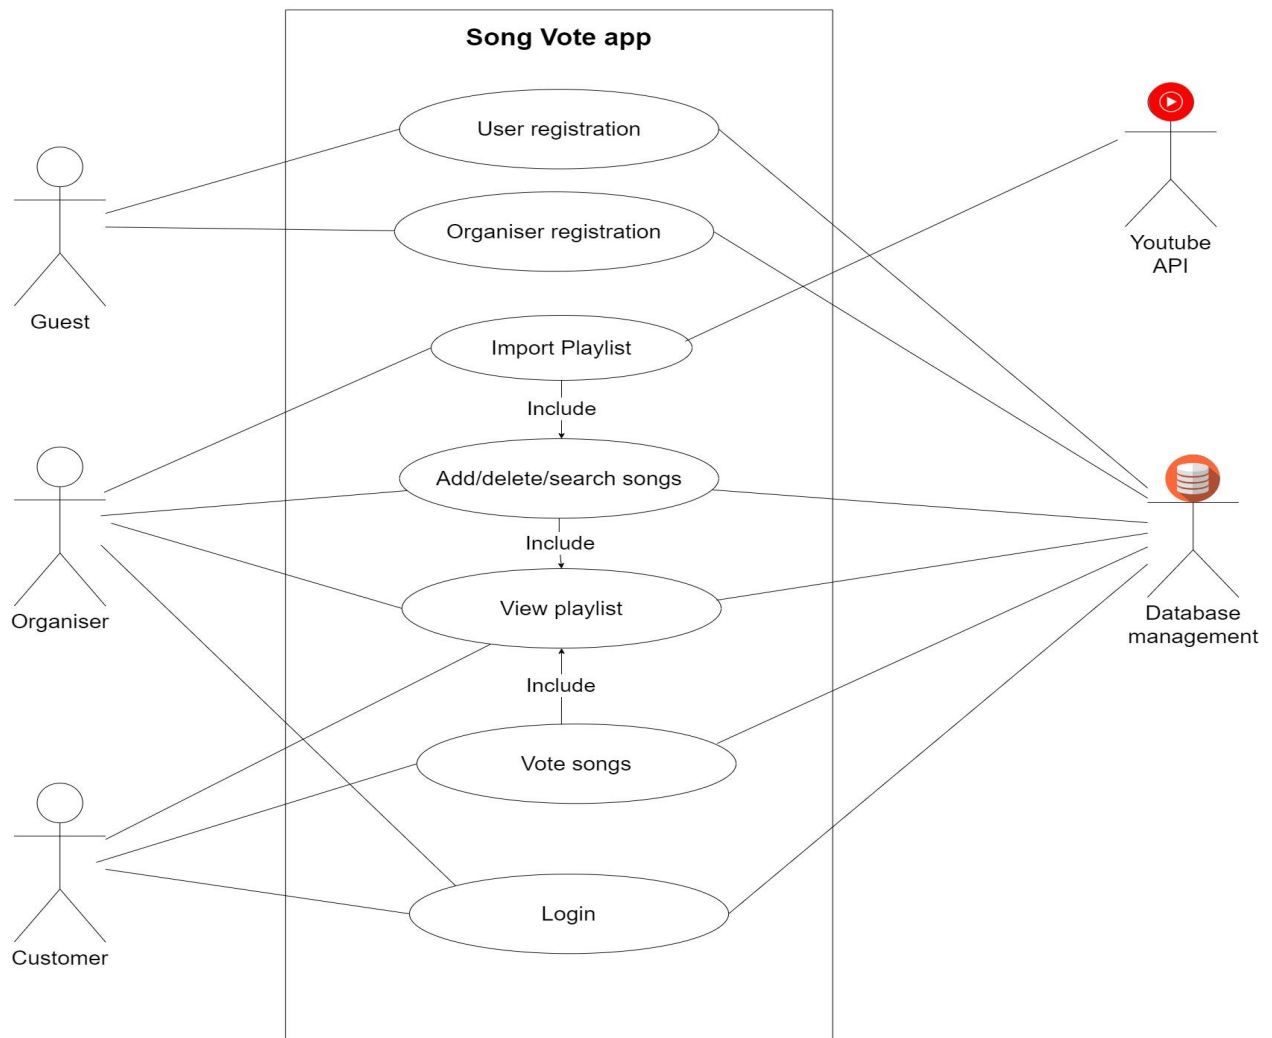 Song Vote app
User registration
Organiser registration
Guest
Youtube
API
Import Playlist
Include
Add/delete/search songs
Include
View playlist
Organiser
Database
management
Include
Vote songs
Login
Customer